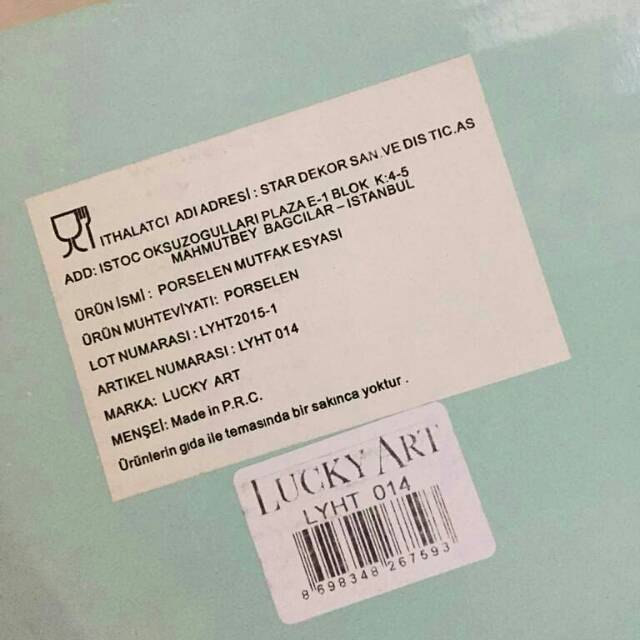 ITHALATCI ADI ADRESİ : STAR DEKOR SAN.VE DIS TIC.AS
ADD: ISTOC OKSUZOGULLARI PLAZA E-1 BLOK K:4-5
MAHMUTBEY BAGCILAR – ISTANBUL
ÜRÜN İSMİ : PORSELEN MUTFAK ESYASI
ÜRÜN MUHTEVİYATI: PORSELEN
LOT NUMARASI : LYHT2015-1
ARTIKEL NUMARASI : LYHT 014
MARKA: LUCKY ART
MENŞEİ: Made in P.R.C.
Ürünlerin gıda ile temasında bir sakınca yoktur .
LUCKY ART
LYHT 014
8 698348 267593